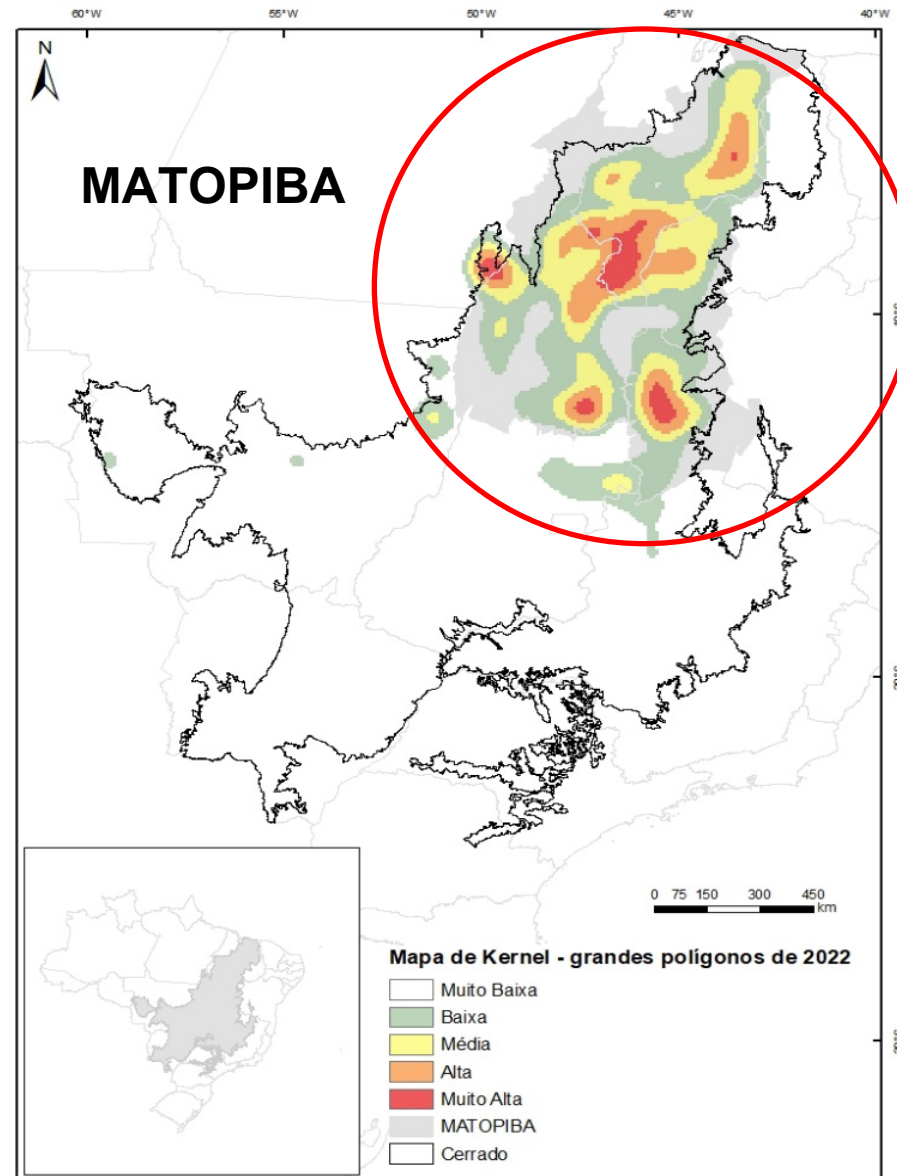 60°W 50°W 45°W 40°W
N
MATOPIBA
0 75 150 300 450
km
Mapa de Kernel - grandes polígonos de 2022
Muito Baixa
Baixa
Média
Alta
Muito Alta
MATOPIBA
Cerrado